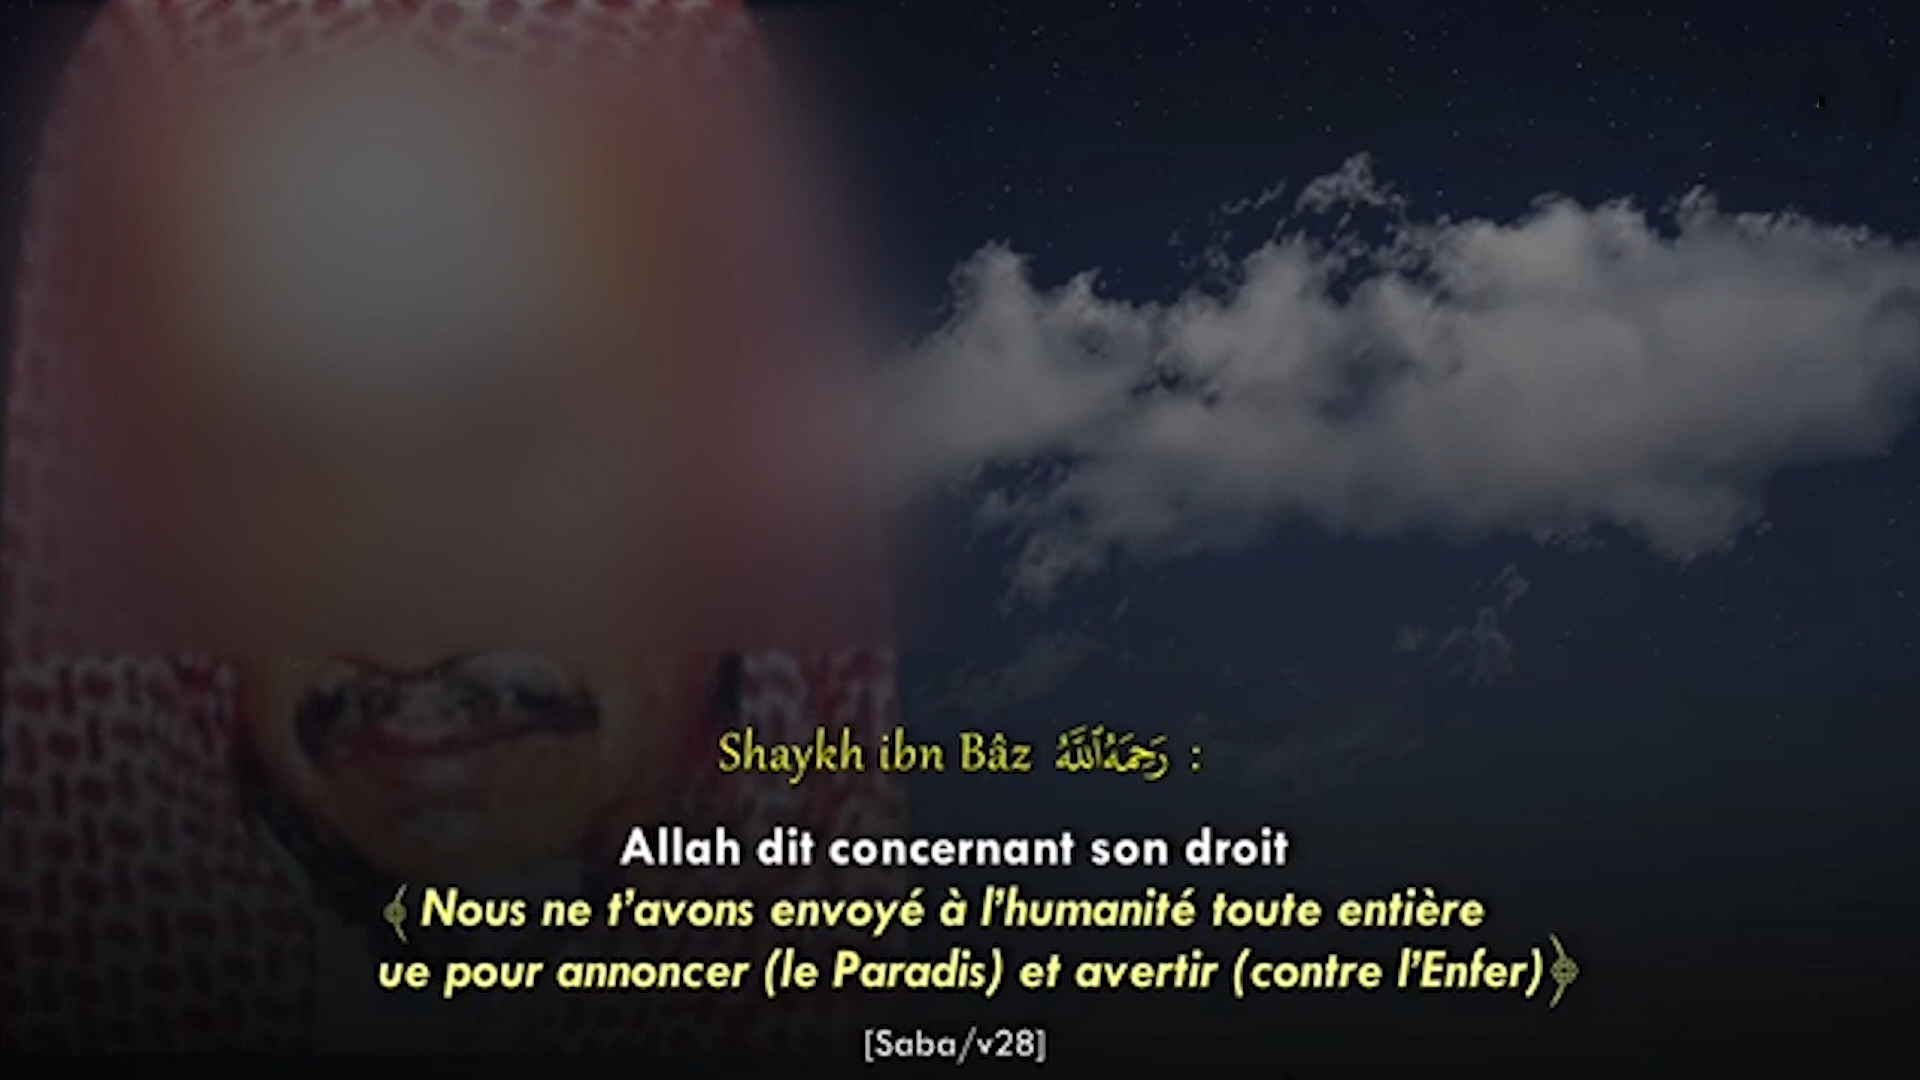 Shaykh ibn Bâz رَحِمَهُ ٱللَّٰهُ :
Allah dit concernant son droit
﴾ Nous ne t’avons envoyé à l’humanité toute entière
ue pour annoncer (le Paradis) et avertir (contre l’Enfer)﴿
[Saba/v28]